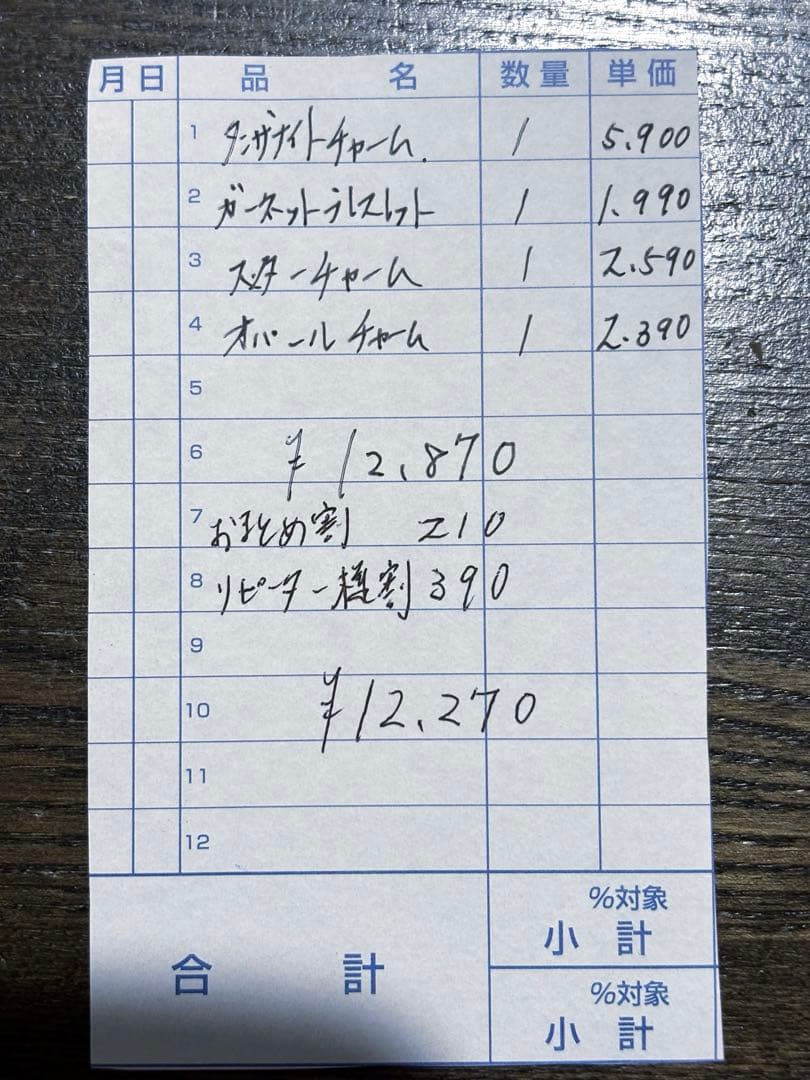 月 日 品 名 数 量 単 価
1 タンザナイトチャーム. 1 5.900
2 ガーネットブレスレット 1 1.990
3 スターチャーム 1 2.590
4 オパールチャーム 1 2.390
5
6 ¥12.870
7 おまとめ割 210
8 リピーター様割 390
9
10 ¥12.270
11
12
合 計
%対象
小 計
%対象
小 計